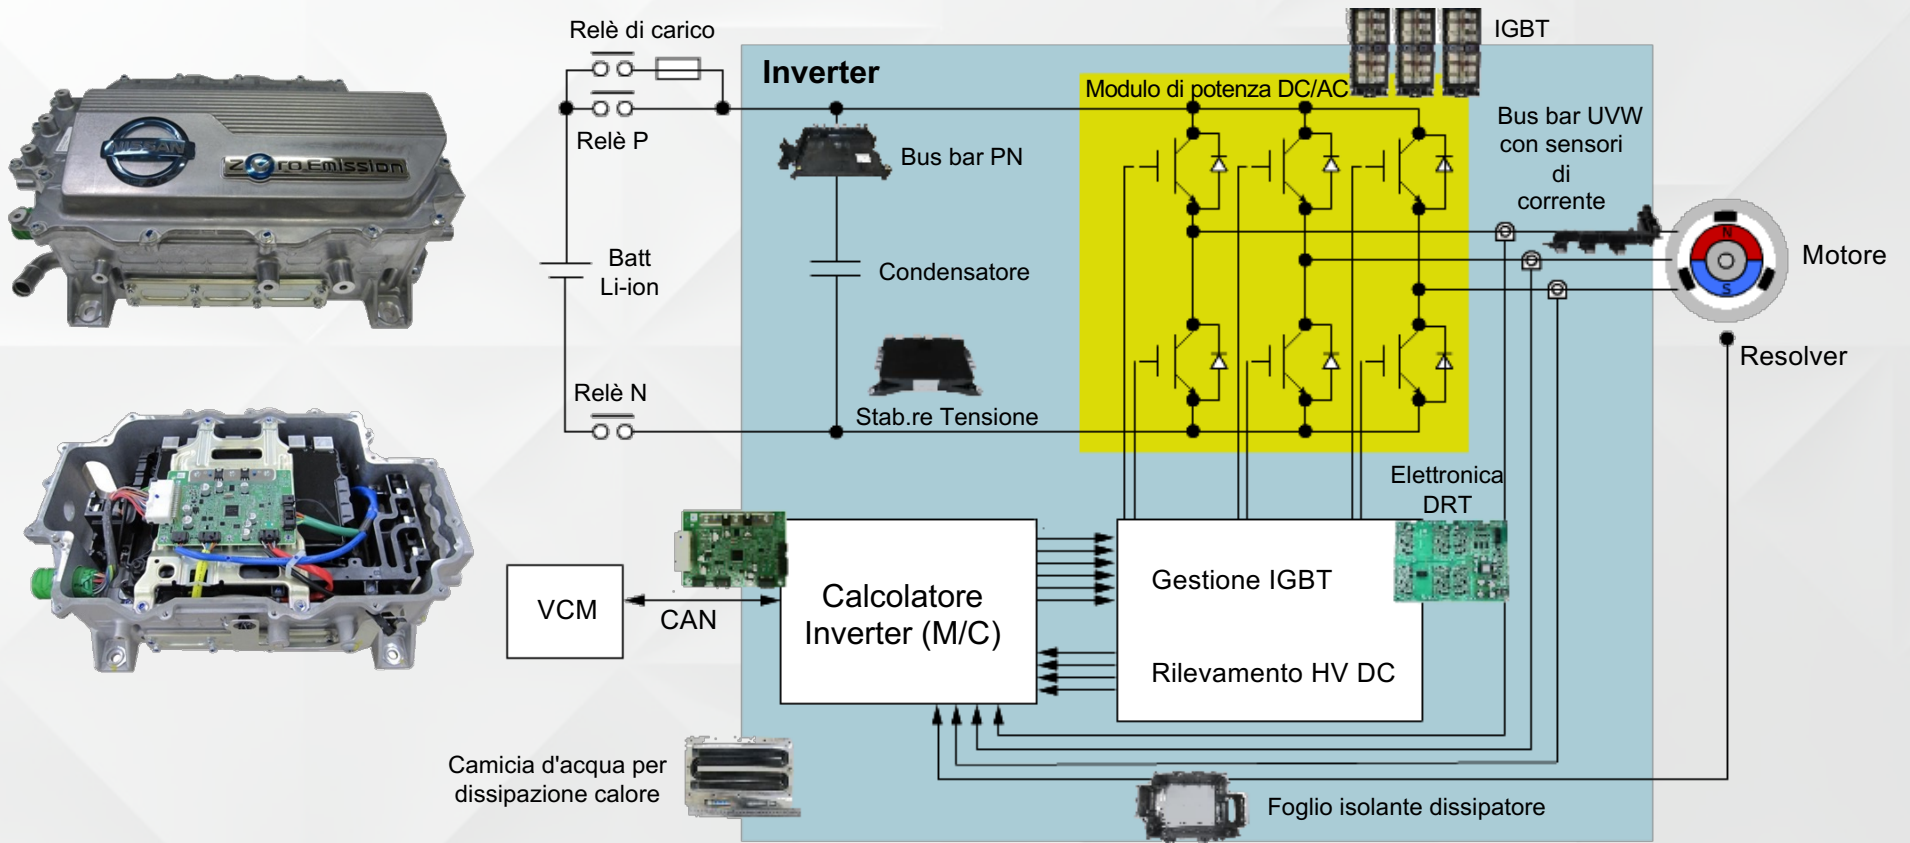 Relè di carico
IGBT
Inverter
Modulo di potenza DC/AC
NISSAN
zero Emission
Relè P
Bus bar PN
Bus bar UVW
con sensori
di
corrente
N
S
Motore
Batt
Li-ion
Condensatore
Resolver
Relè N
Stab.re Tensione
Elettronica
DRT
VCM
CAN
Calcolatore
Inverter (M/C)
Gestione IGBT
Rilevamento HV DC
Camicia d'acqua per
dissipazione calore
Foglio isolante dissipatore